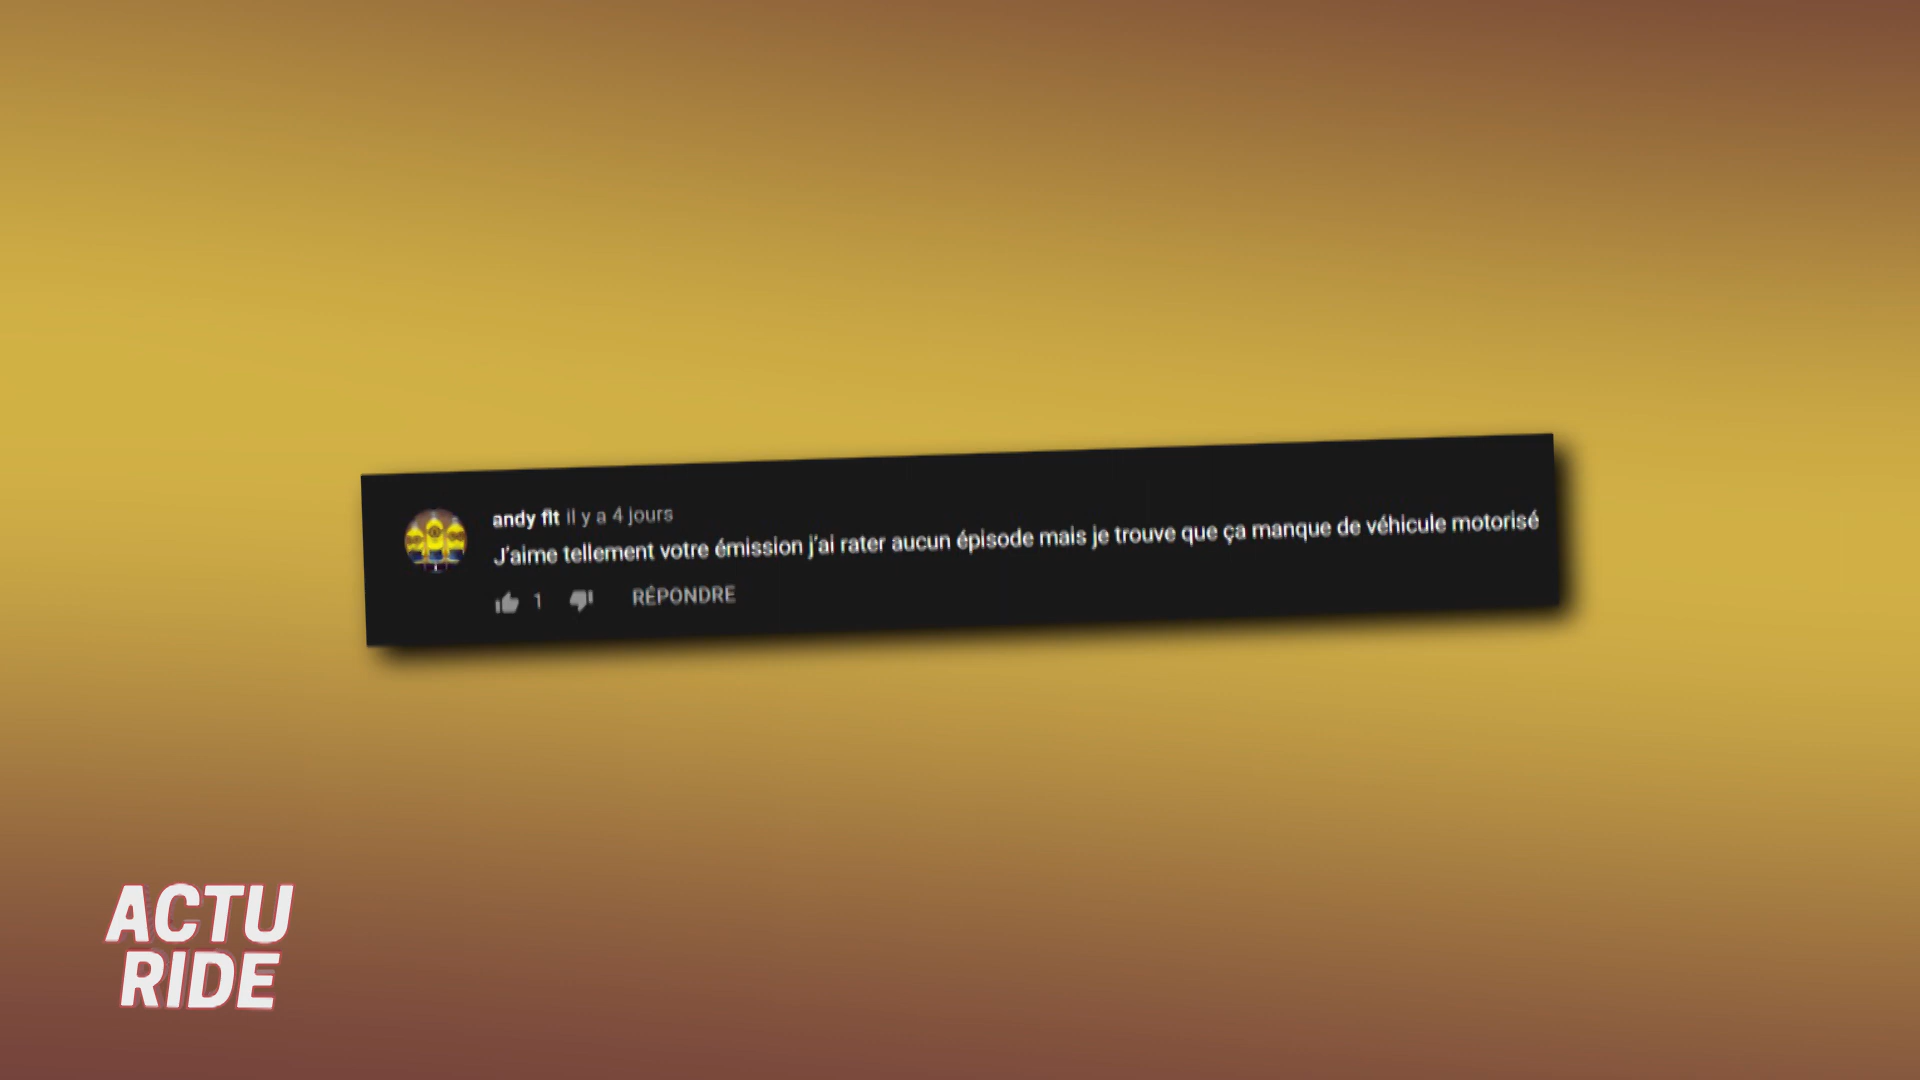 andy flt il y a 4 jours
J'aime tellement votre émission j'ai rater aucun épisode mais je trouve que ça manque de véhicule motorisé
1 RÉPONDRE
ACTU
RIDE